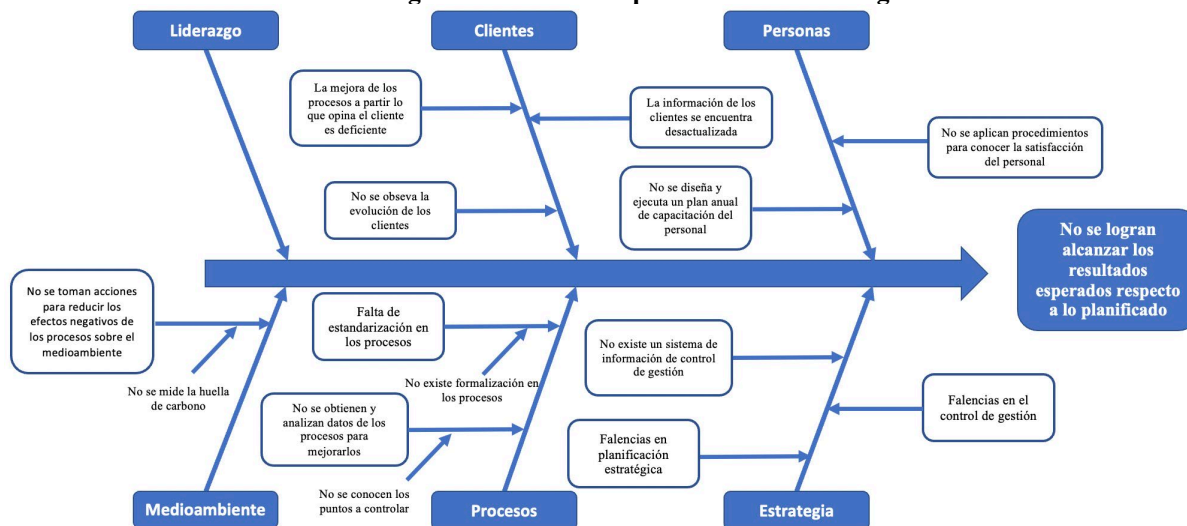 Liderazgo
Clientes
Personas
La mejora de los
procesos a partir lo
que opina el cliente
es deficiente
La información de los
clientes se encuentra
desactualizada
No se aplican procedimientos
para conocer la satisfacción
del personal
No se obseva la
evolución de los
clientes
No se diseña y
ejecuta un plan anual
de capacitación del
personal
No se logran
alcanzar los
resultados
esperados respecto
a lo planificado
No se toman acciones
para reducir los
efectos negativos de
los procesos sobre el
medioambiente
No se mide la huella
de carbono
Falta de
estandarización en
los procesos
No existe formalización en
los procesos
No se obtienen y
analizan datos de los
procesos para
mejorarlos
No se conocen los
puntos a controlar
No existe un sistema de
información de control
de gestión
Falencias en el
control de gestión
Falencias en
planificación
estratégica
Medioambiente
Procesos
Estrategia